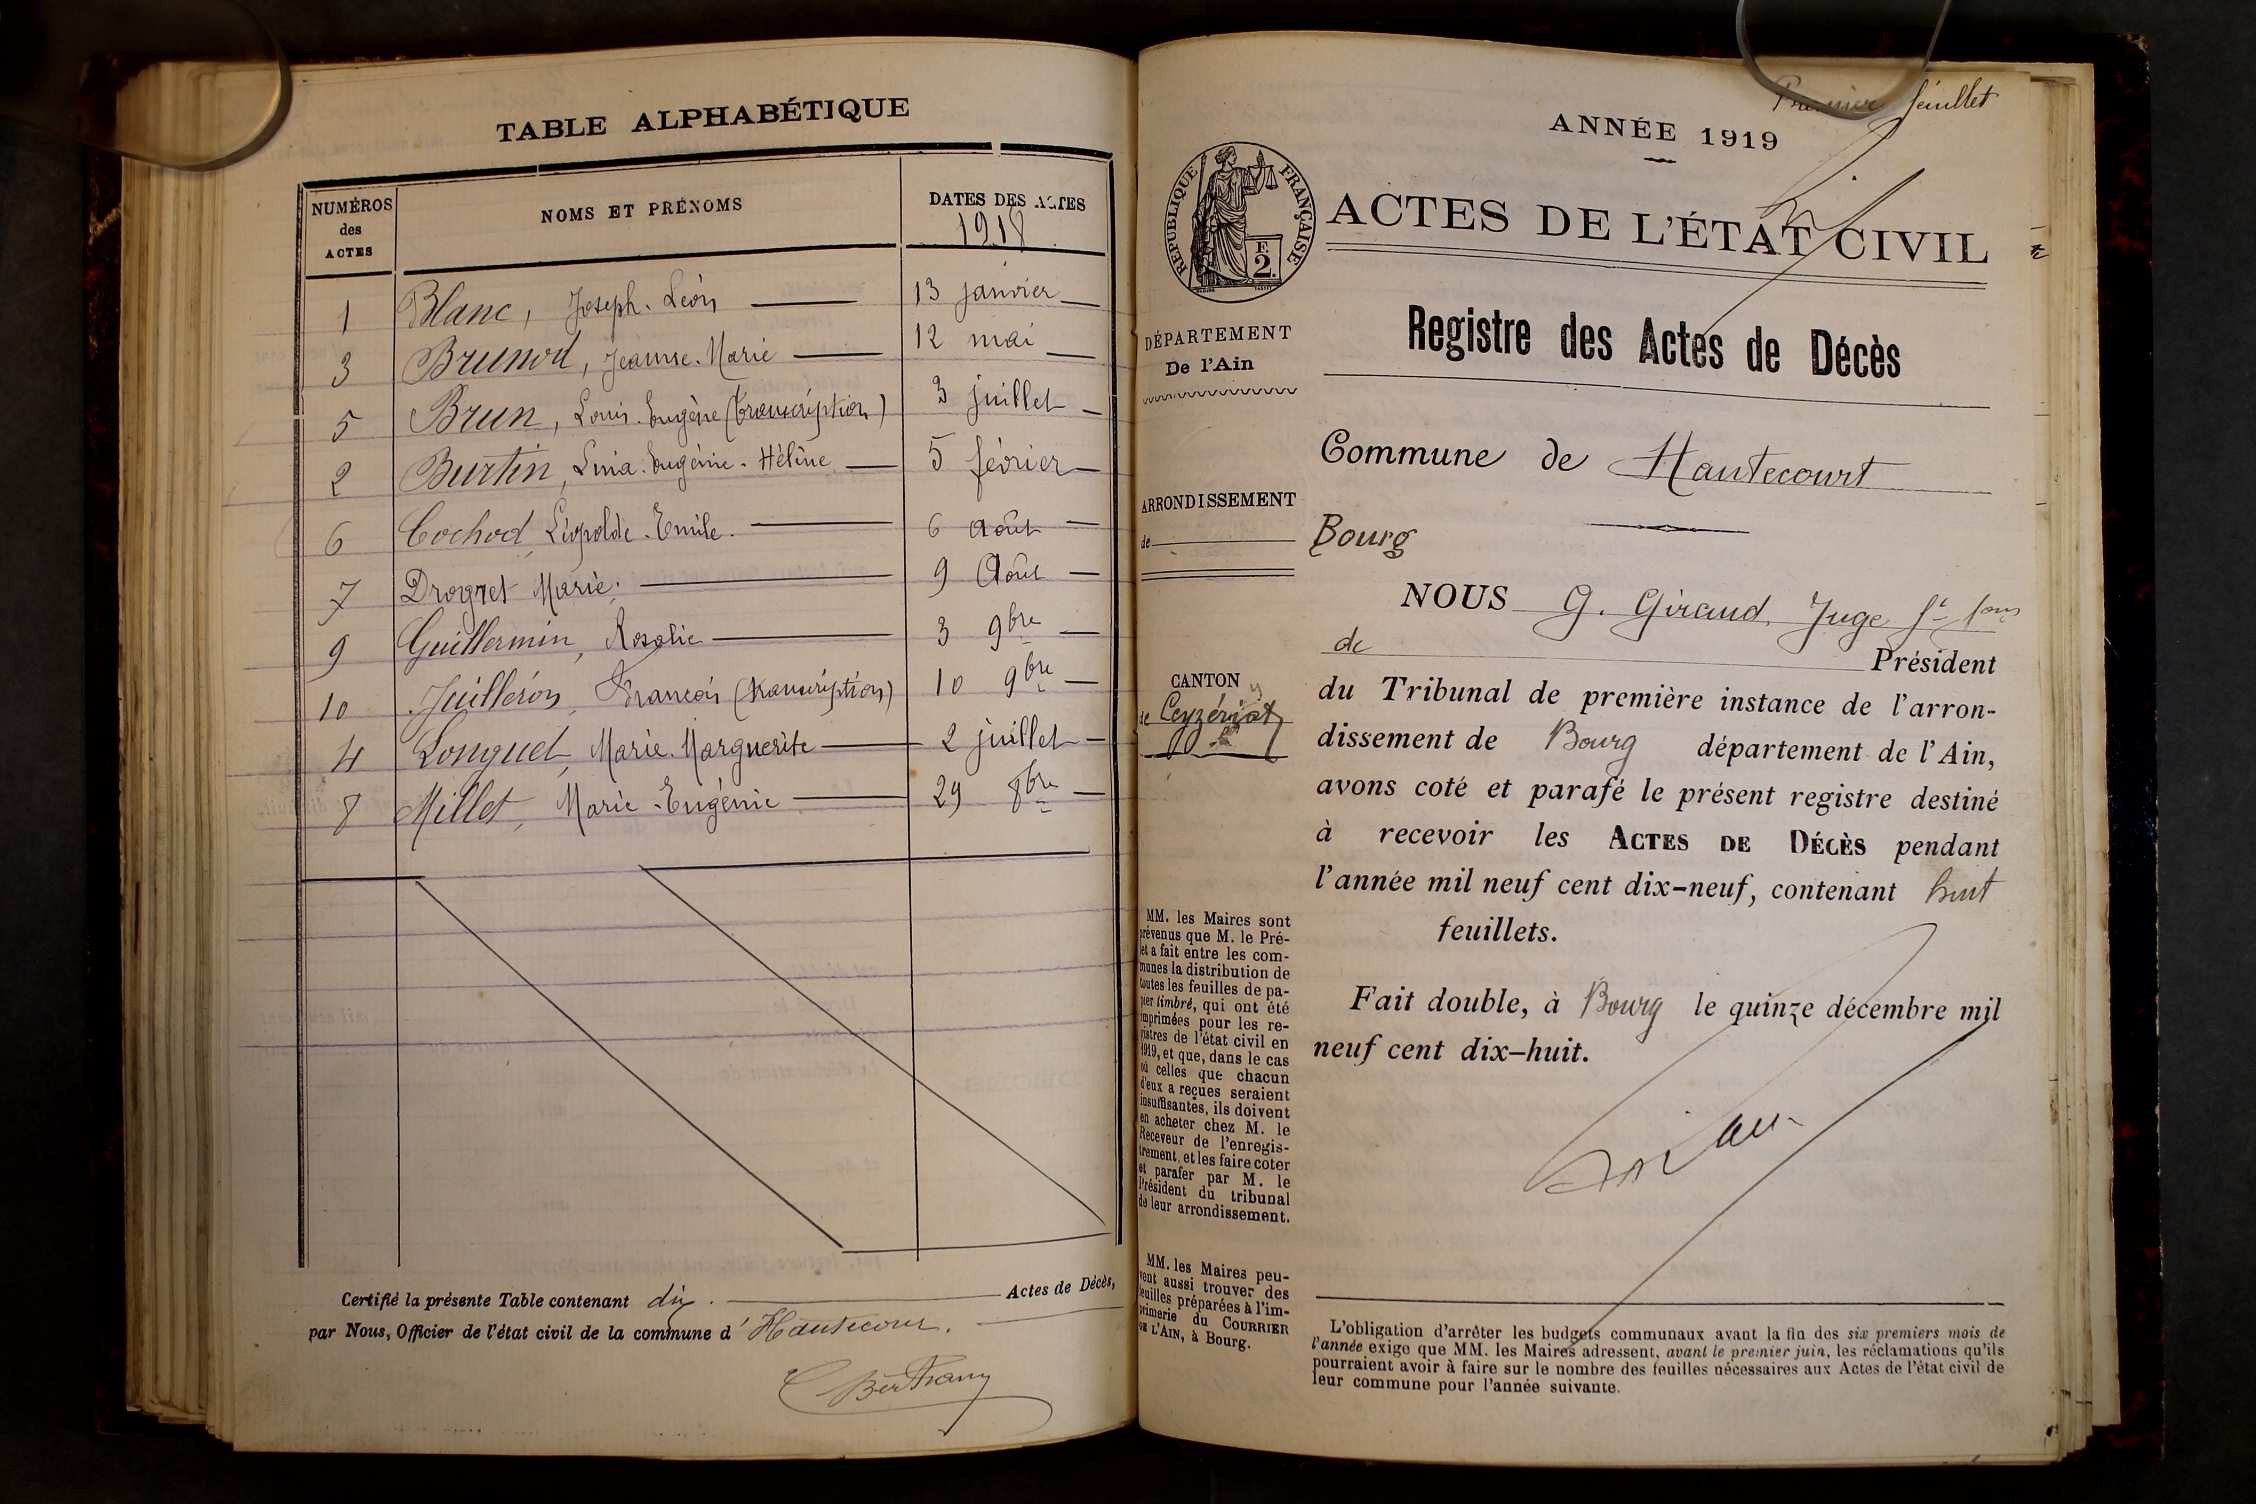 TABLE ALPHABÉTIQUE
NUMÉROS des ACTES
NOMS ET PRÉNOMS
DATES DES ACTES
1918
1 Blanc, Joseph. Léon 13 janvier
3 Brunod, Jeanne. Marie 12 mai
5 Brun, Louis. Eugène (transcription) 3 juillet
2 Burtin, Lina. Eugénie. Hélène 5 février
6 Cochod, Léopolde. Emile. 6 août
7 Drognet Marie. 9 Août
9 Guillermin, Rosalie 3 9bre
10 Juilleron, François (transcription) 10 9bre
4 Longuet, Marie. Marguerite 2 juillet
8 Millet, Marie-Eugénie 29 8bre
Certifié la présente Table contenant dix. Actes de Décès,
par Nous, Officier de l'état civil de la commune d' Hautecour.
Premier feuillet
ANNÉE 1919
RÉPUBLIQUE FRANÇAISE
F.
2.
ACTES DE L'ÉTAT CIVIL
Registre des Actes de Décès
DÉPARTEMENT
De l'Ain
Commune de Hautecourt
ARRONDISSEMENT
de
Bourg
CANTON
de Ceyzériat
NOUS G. Giraud, Juge
de Président
du Tribunal de première instance de l'arron-
dissement de Bourg département de l'Ain,
avons coté et parafé le présent registre destiné
à recevoir les ACTES DE DÉCÈS pendant
l'année mil neuf cent dix-neuf, contenant huit
feuillets.
Fait double, à Bourg le quinze décembre mil
neuf cent dix-huit.
MM. les Maires sont
prévenus que M. le Pré-
fet a fait entre les com-
munes la distribution de
toutes les feuilles de pa-
pier timbré, qui ont été
imprimées pour les re-
gistres de l'état civil en
1919, et que, dans le cas
où celles que chacun
d'eux a reçues seraient
insuffisantes, ils doivent
en acheter chez M. le
Receveur de l'enregis-
trement, et les faire coter
et parafer par M. le
Président du tribunal
de leur arrondissement.
MM. les Maires peu-
vent aussi trouver des
feuilles préparées à l'im-
primerie du COURRIER
DE L'AIN, à Bourg.
L'obligation d'arrêter les budgets communaux avant la fin des six premiers mois de
l'année exige que MM. les Maires adressent, avant le premier juin, les réclamations qu'ils
pourraient avoir à faire sur le nombre des feuilles nécessaires aux Actes de l'état civil de
leur commune pour l'année suivante.